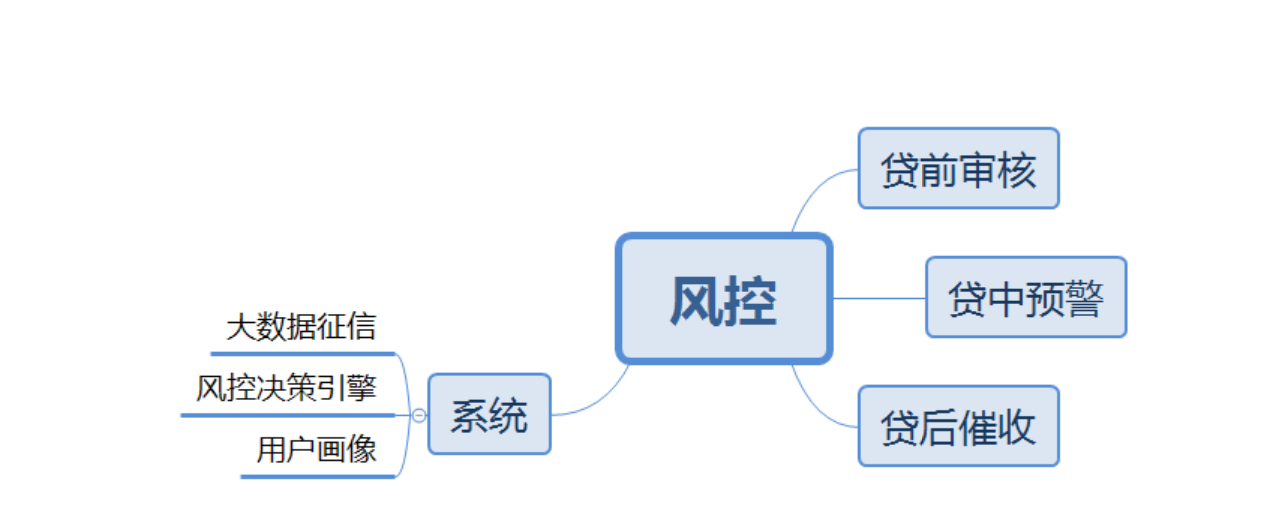 贷前审核
风控
贷中预警
大数据征信
风控决策引擎
系统
贷后催收
用户画像